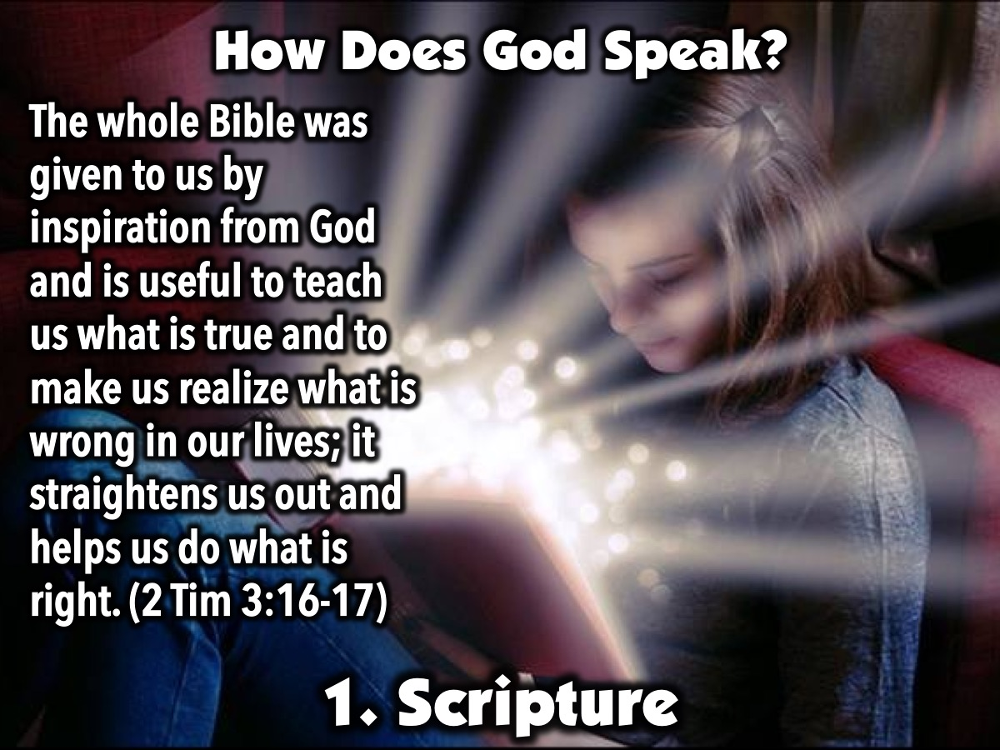 How Does God Speak?
The whole Bible was
given to us by
inspiration from God
and is useful to teach
us what is true and to
make us realize what is
wrong in our lives; it
straightens us out and
helps us do what is
right. (2 Tim 3:16-17)
1. Scripture